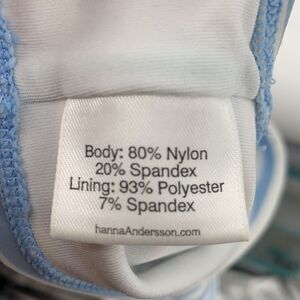 Body: 80% Nylon
20% Spandex
Lining: 93% Polyester
7% Spandex
hannaAndersson.com